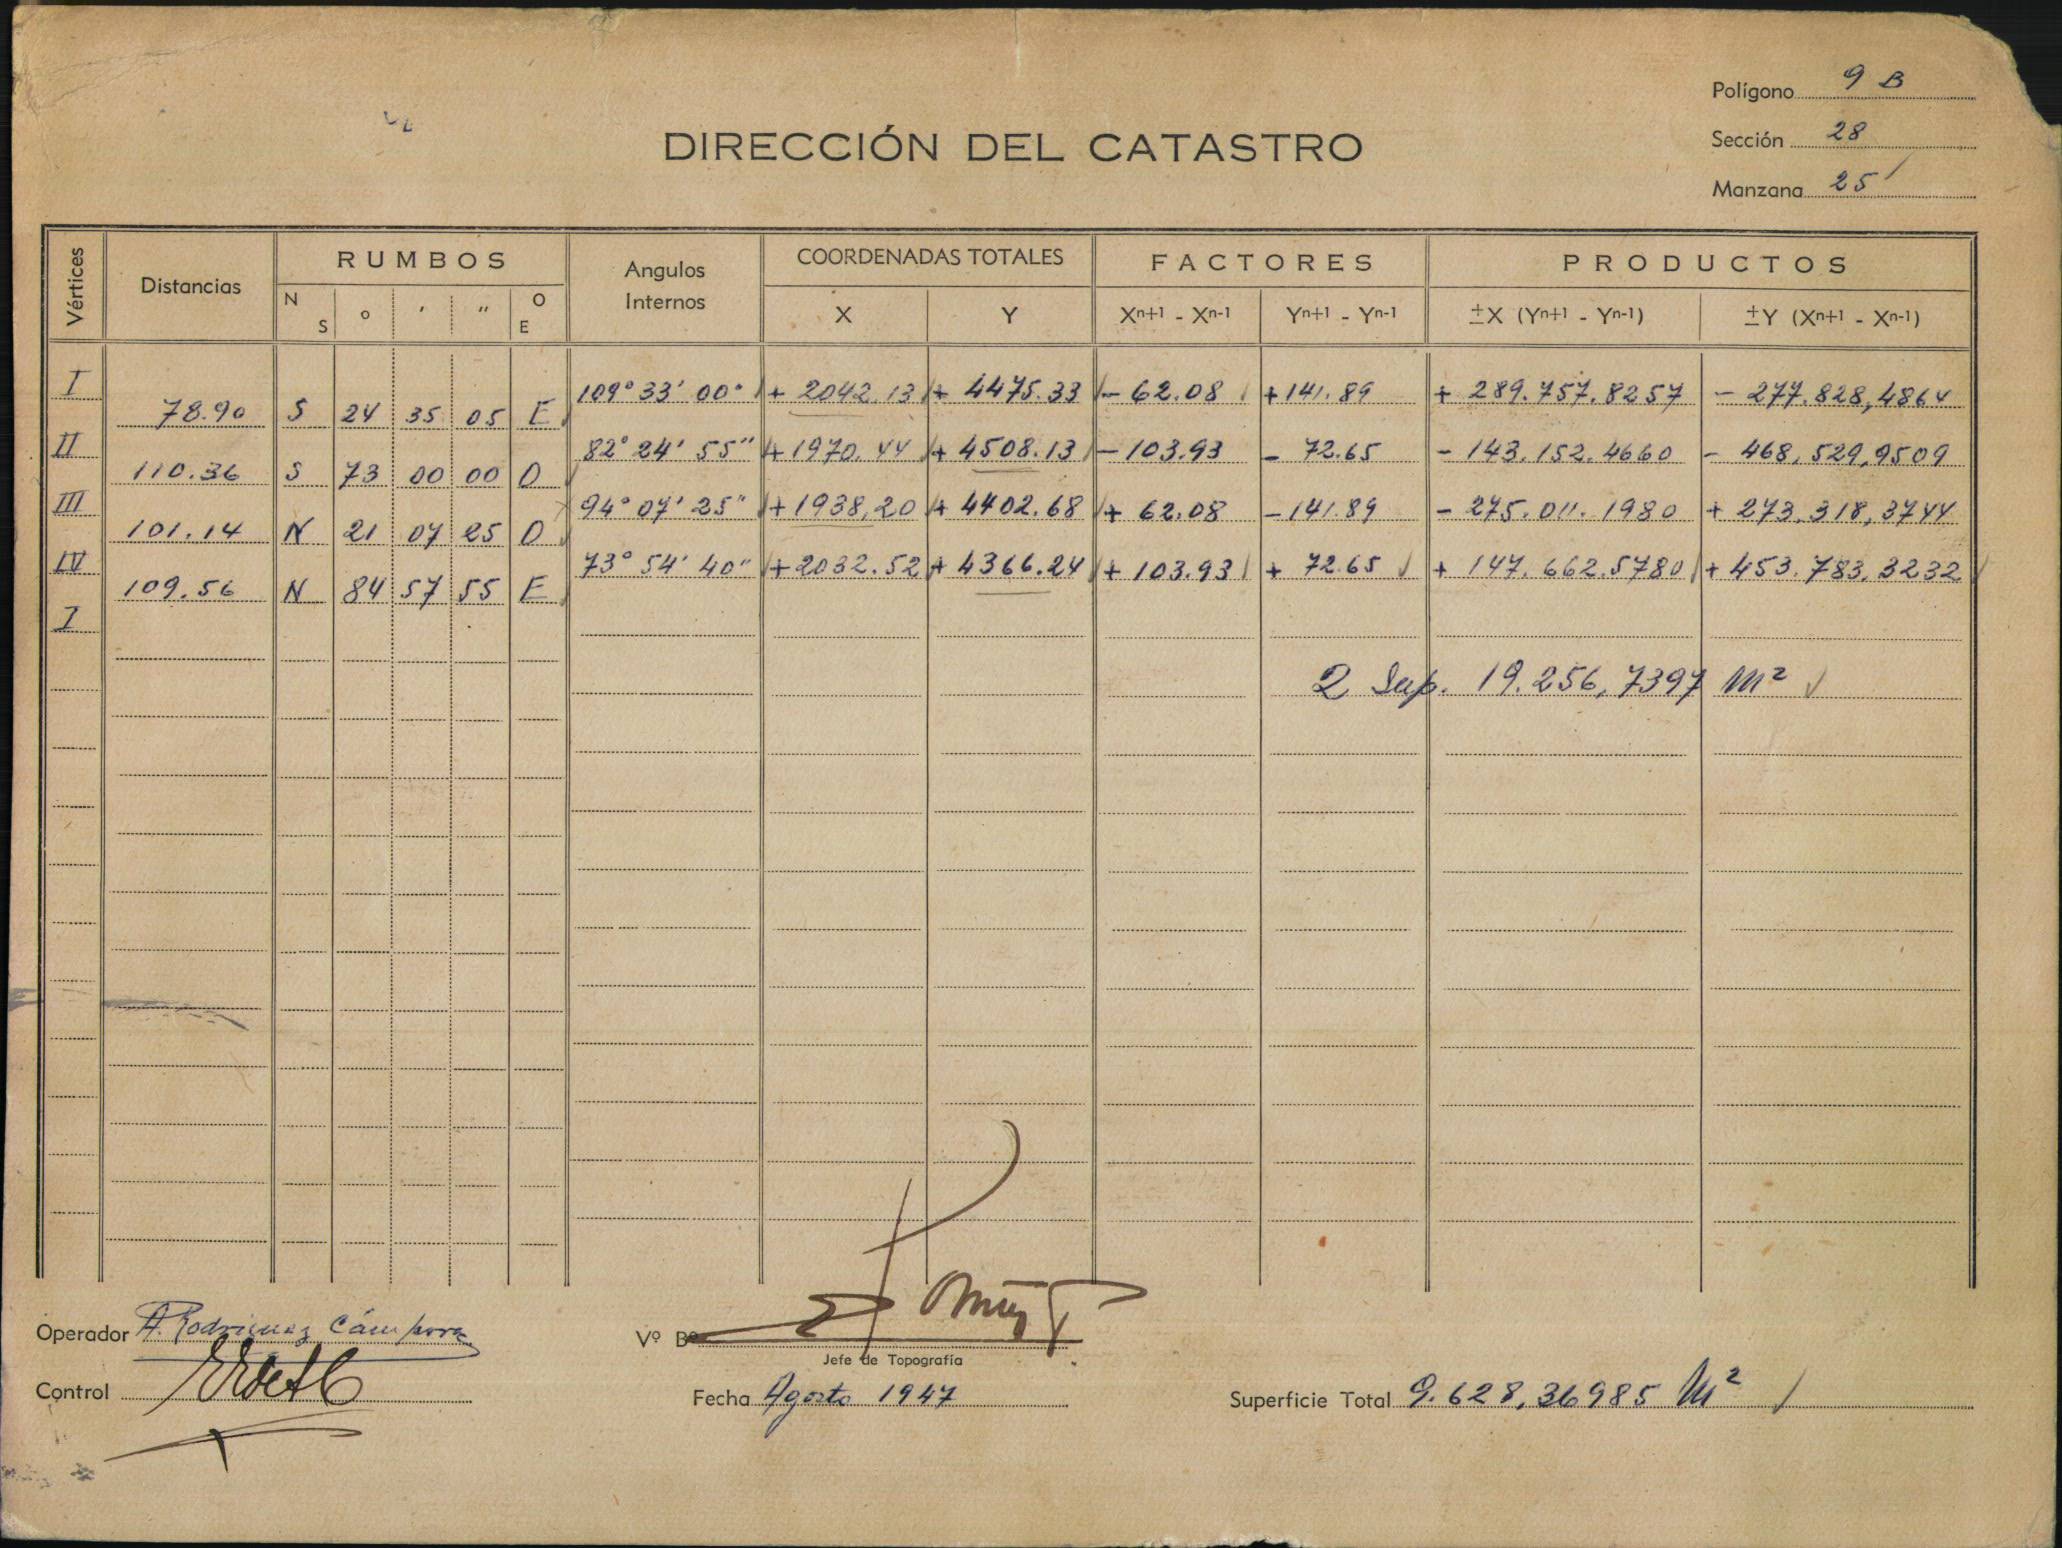 Polígono 9 B
Sección 28
Manzana 25
DIRECCIÓN DEL CATASTRO
Vértices Distancias RUMBOS Angulos Internos COORDENADAS TOTALES FACTORES PRODUCTOS
N S o ' " O E X Y Xn+1 - Xn-1 Yn+1 - Yn-1 ±X (Yn+1 - Yn-1) ±Y (Xn+1 - Xn-1)
I 109° 33' 00" + 2042.13 + 4475.33 - 62.08 + 141.89 + 289.757.8257 - 277.828,4864
78.90 S 24 35 05 E
II 82° 24' 55" + 1970.44 + 4508.13 - 103.93 - 72.65 - 143.152.4660 - 468.529,9509
110.36 S 73 00 00 O
III 94° 07' 25" + 1938,20 + 4402.68 + 62.08 - 141.89 - 275.011.1980 + 273.318,3744
101.14 N 21 07 25 O
IV 73° 54' 40" + 2032.52 + 4366.24 + 103.93 + 72.65 + 147.662.5780 + 453.783.3232
109.56 N 84 57 55 E
I
2 Sup. 19.256,7397 M²
Operador A. Rodriguez Cámpora
Vº Bº
Jefe de Topografía
Control
Fecha Agosto 1947
Superficie Total 9.628,36985 M²